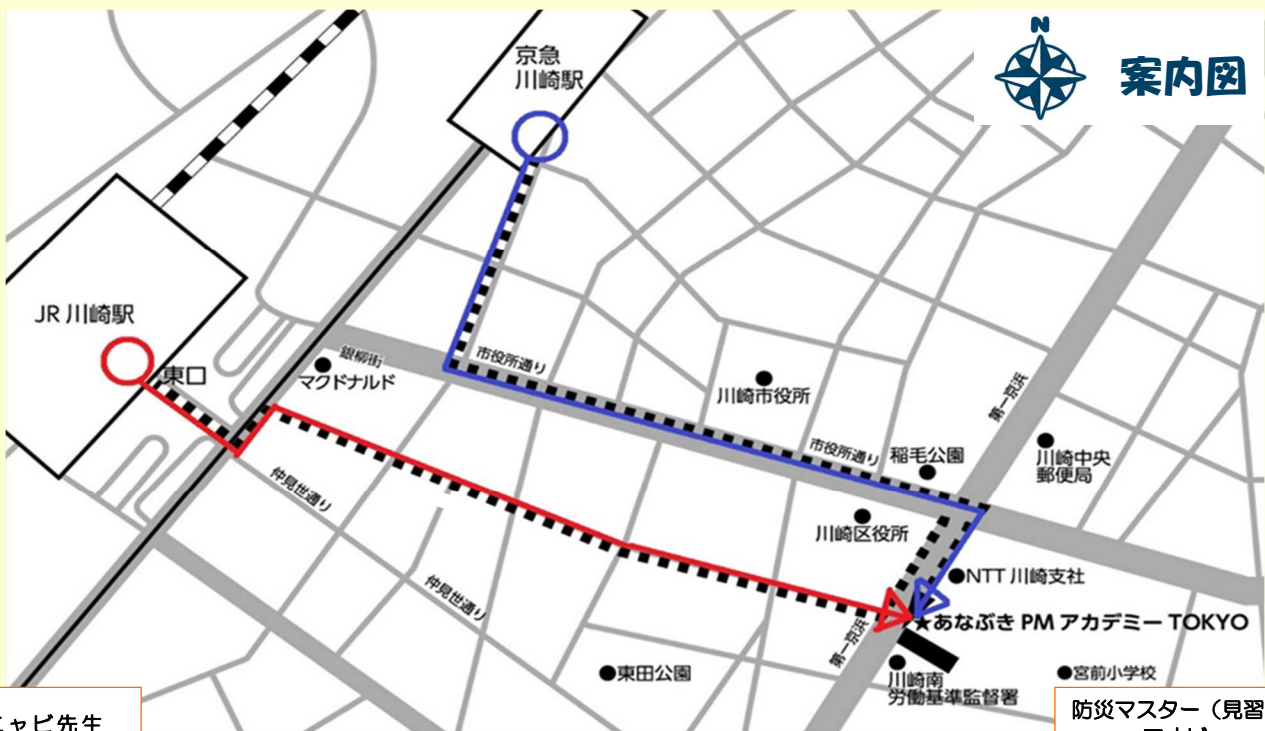 N
案内図
京急
川崎駅
JR 川崎駅
東口
銀柳街
マクドナルド
市役所通り
川崎市役所
第一京浜
市役所通り
稲毛公園
川崎中央
郵便局
仲見世通り
川崎区役所
NTT 川崎支社
仲見世通り
★あなぶき PM アカデミー TOKYO
第一京浜
東田公園
川崎南
労働基準監督署
宮前小学校
ャビ先生
防災マスター（見習